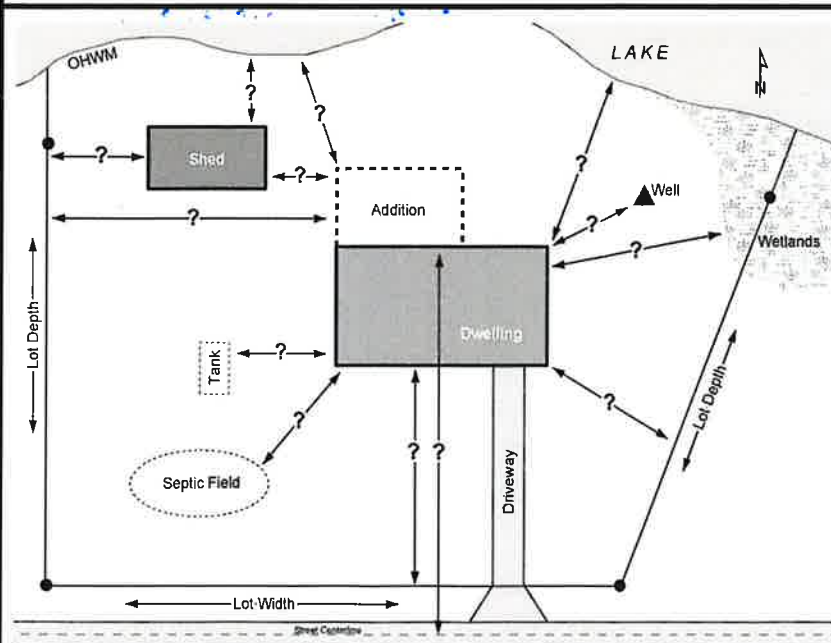 LAKE
OHWM
N
?
?
Shed
?
?
?
Addition
?
Well
?
?
Wetlands
?
Dwelling
Lot Depth
Tank
?
?
?
?
?
Lot Depth
Septic Field
Driveway
Lot Width
Street Centerline